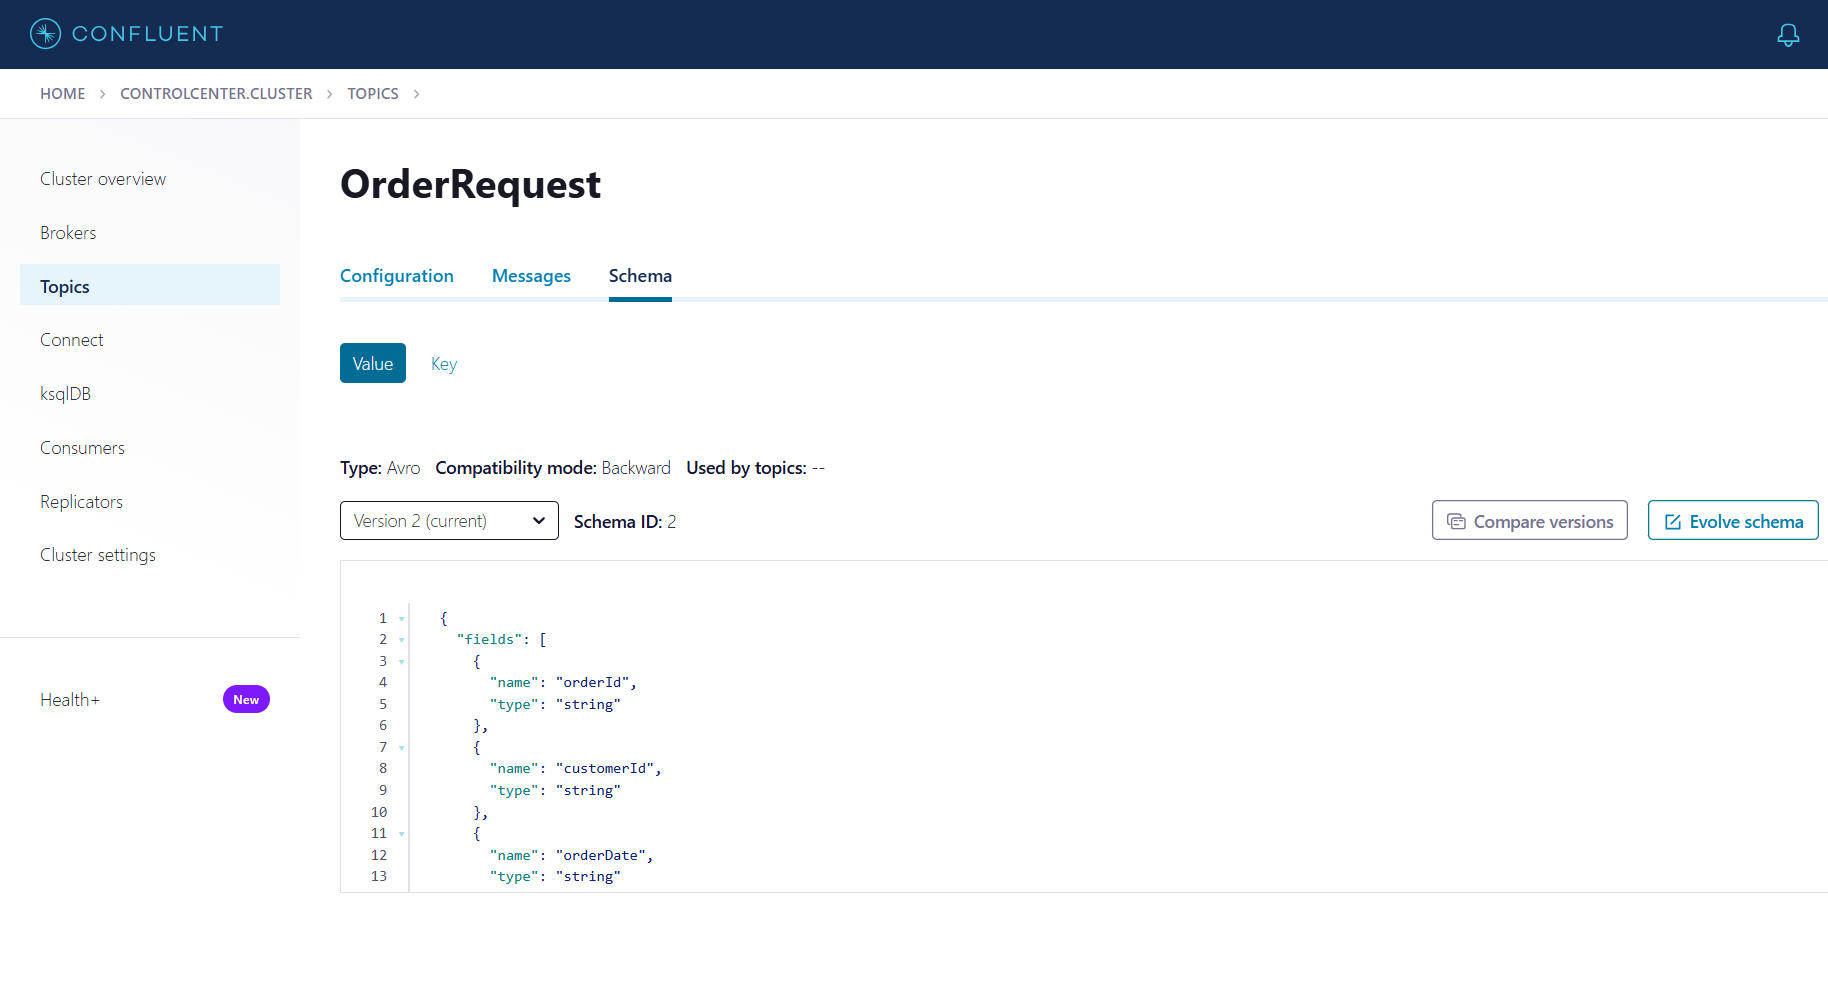 CONFLUENT
HOME > CONTROLCENTER.CLUSTER > TOPICS >
Cluster overview
Brokers
Topics
Connect
ksqlDB
Consumers
Replicators
Cluster settings
Health+ New
OrderRequest
Configuration Messages Schema
Value Key
Type: Avro Compatibility mode: Backward Used by topics: --
Version 2 (current) Schema ID: 2 Compare versions Evolve schema
1 {
2 "fields": [
3 {
4 "name": "orderId",
5 "type": "string"
6 },
7 {
8 "name": "customerId",
9 "type": "string"
10 },
11 {
12 "name": "orderDate",
13 "type": "string"